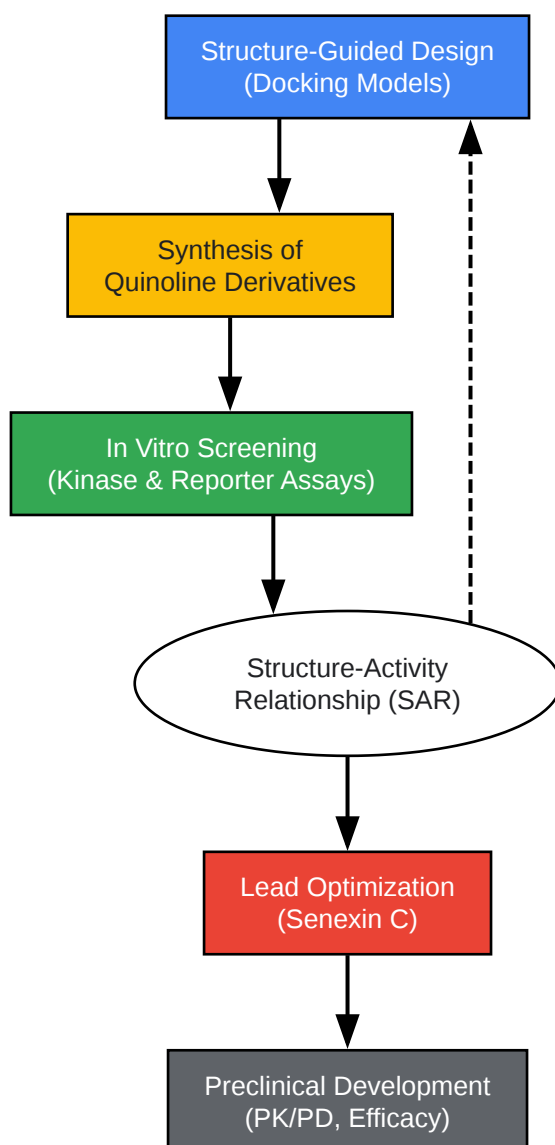 Structure-Guided Design
(Docking Models)
Synthesis of
Quinoline Derivatives
In Vitro Screening
(Kinase & Reporter Assays)
Structure-Activity
Relationship (SAR)
Lead Optimization
(Senexin C)
Preclinical Development
(PK/PD, Efficacy)